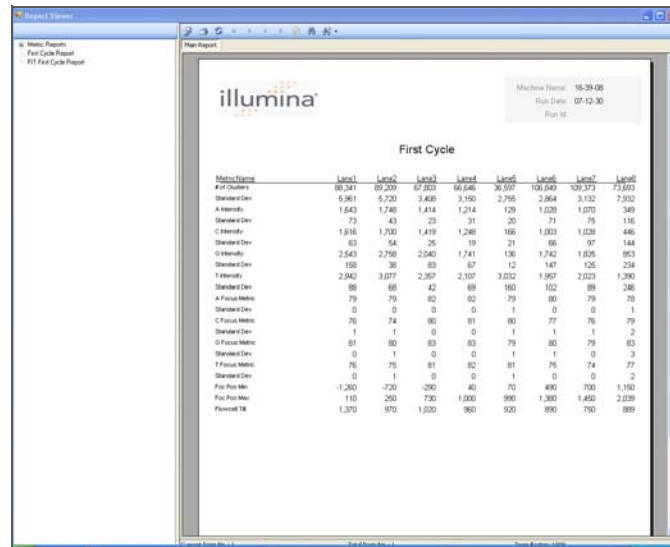 Report Viewer
Metric Reports
First Cycle Report
FIT First Cycle Report
Main Report
illumina
Machine Name: 16-39-08
Run Date: 07-12-30
Run Id:
First Cycle
MetricName Lane1 Lane2 Lane3 Lane4 Lane5 Lane6 Lane7 Lane8
# of Clusters 88,341 89,209 67,803 66,646 36,597 106,849 109,373 73,693
Standard Dev 5,961 5,720 3,408 3,150 2,755 2,864 3,132 7,932
A Intensity 1,643 1,748 1,414 1,214 129 1,028 1,070 349
Standard Dev 73 43 23 31 20 71 75 116
C Intensity 1,616 1,700 1,419 1,248 166 1,003 1,028 446
Standard Dev 63 54 25 19 21 66 97 144
G Intensity 2,543 2,758 2,040 1,741 136 1,742 1,825 853
Standard Dev 158 38 83 67 12 147 125 234
T Intensity 2,942 3,077 2,357 2,107 3,032 1,957 2,023 1,390
Standard Dev 88 68 42 69 160 102 89 246
A Focus Metric 79 79 82 82 79 80 79 78
Standard Dev 0 0 0 0 1 0 0 1
C Focus Metric 76 74 80 81 80 77 76 79
Standard Dev 1 1 0 0 1 1 1 2
G Focus Metric 81 80 83 83 79 80 79 83
Standard Dev 0 1 0 0 1 1 0 3
T Focus Metric 76 75 81 82 81 75 74 77
Standard Dev 0 1 0 0 1 0 0 2
Foc Pos Min -1,260 -720 -290 40 70 490 700 1,150
Foc Pos Max 110 250 730 1,000 990 1,380 1,450 2,039
Flowcell Tilt 1,370 970 1,020 960 920 890 750 889